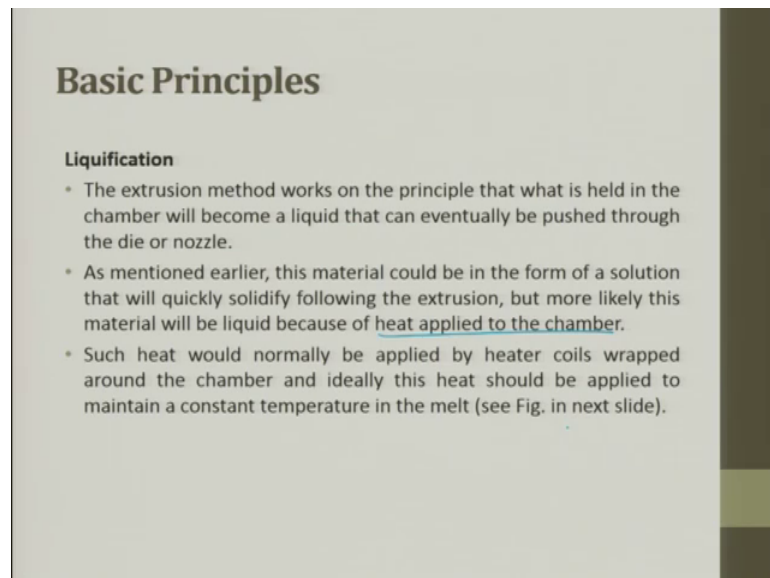 Basic Principles
Liquification
• The extrusion method works on the principle that what is held in the
chamber will become a liquid that can eventually be pushed through
the die or nozzle.
• As mentioned earlier, this material could be in the form of a solution
that will quickly solidify following the extrusion, but more likely this
material will be liquid because of heat applied to the chamber.
• Such heat would normally be applied by heater coils wrapped
around the chamber and ideally this heat should be applied to
maintain a constant temperature in the melt (see Fig. in next slide).